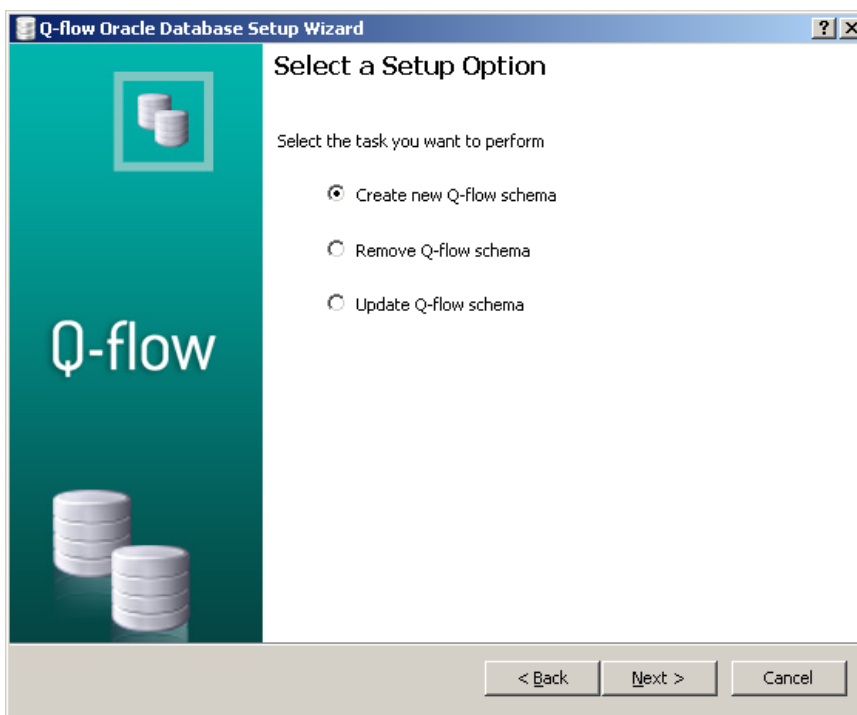 Q-flow Oracle Database Setup Wizard
Select a Setup Option
Select the task you want to perform
Create new Q-flow schema
Remove Q-flow schema
Update Q-flow schema
Q-flow
< Back Next > Cancel